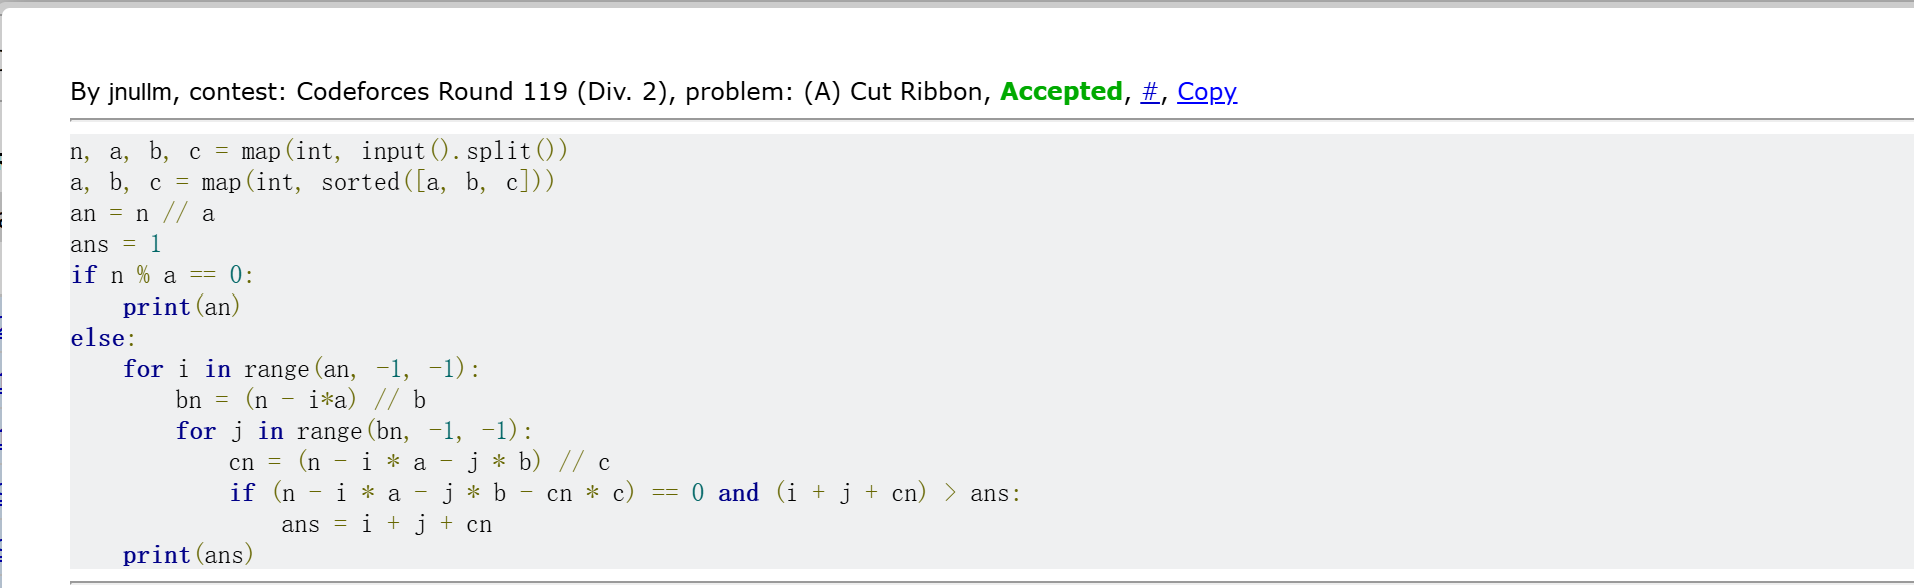 By jnullm, contest: Codeforces Round 119 (Div. 2), problem: (A) Cut Ribbon, Accepted, #, Copy
n, a, b, c = map(int, input().split())
a, b, c = map(int, sorted([a, b, c]))
an = n // a
ans = 1
if n % a == 0:
    print(an)
else:
    for i in range(an, -1, -1):
        bn = (n - i*a) // b
        for j in range(bn, -1, -1):
            cn = (n - i * a - j * b) // c
            if (n - i * a - j * b - cn * c) == 0 and (i + j + cn) > ans:
                ans = i + j + cn
    print(ans)